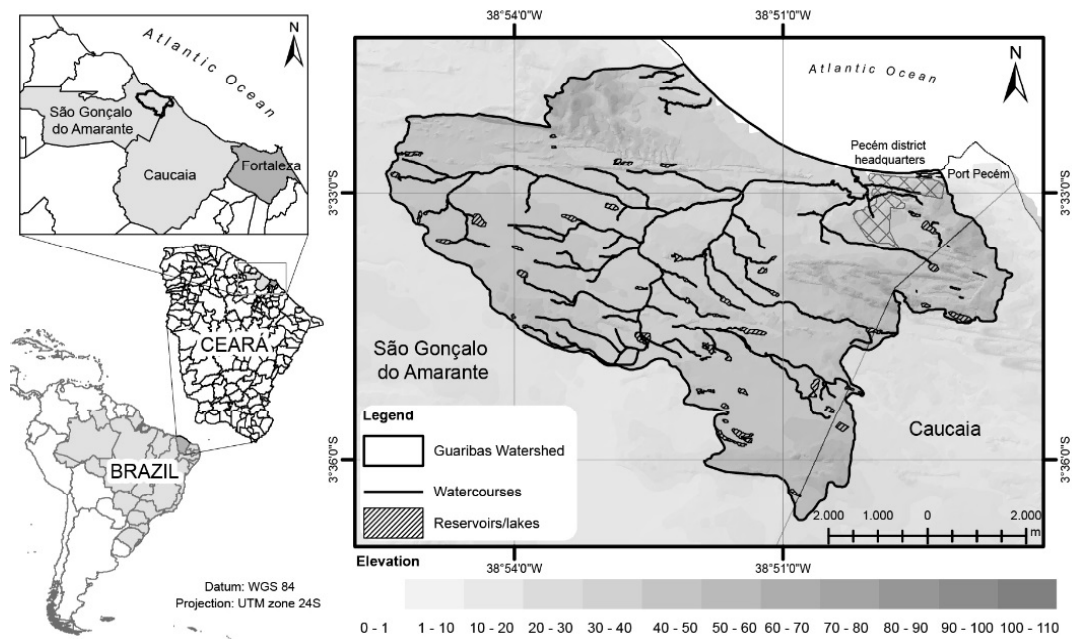 38°54'0"W
38°51'0"W
N
Atlantic Ocean
São Gonçalo
do Amarante
Fortaleza
Caucaia
CEARÁ
BRAZIL
Datum: WGS 84
Projection: UTM zone 24S
N
Atlantic Ocean
Pecém district
headquarters
Port Pecém
3°33'0"S
3°33'0"S
São Gonçalo
do Amarante
Caucaia
Legend
Guaribas Watershed
Watercourses
Reservoirs/lakes
3°36'0"S
3°36'0"S
2.000 1.000 0 2.000
m
38°54'0"W
38°51'0"W
Elevation
0 - 1 1 - 10 10 - 20 20 - 30 30 - 40 40 - 50 50 - 60 60 - 70 70 - 80 80 - 90 90 - 100 100 - 110